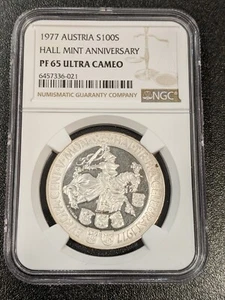 1977 AUSTRIA S100S
HALL MINT ANNIVERSARY
PF 65 ULTRA CAMEO
6457336-021
NUMISMATIC GUARANTY COMPANY
NGC